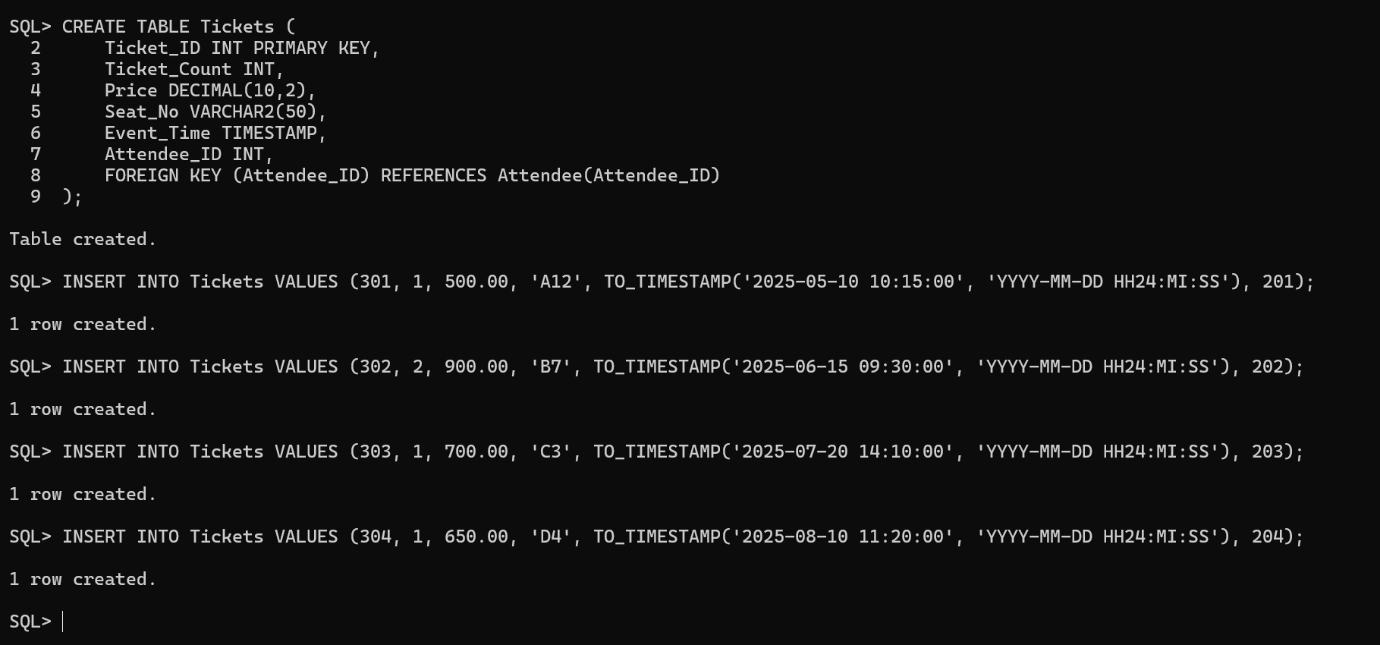 SQL> CREATE TABLE Tickets (
  2      Ticket_ID INT PRIMARY KEY,
  3      Ticket_Count INT,
  4      Price DECIMAL(10,2),
  5      Seat_No VARCHAR2(50),
  6      Event_Time TIMESTAMP,
  7      Attendee_ID INT,
  8      FOREIGN KEY (Attendee_ID) REFERENCES Attendee(Attendee_ID)
  9  );
Table created.
SQL> INSERT INTO Tickets VALUES (301, 1, 500.00, 'A12', TO_TIMESTAMP('2025-05-10 10:15:00', 'YYYY-MM-DD HH24:MI:SS'), 201);
1 row created.
SQL> INSERT INTO Tickets VALUES (302, 2, 900.00, 'B7', TO_TIMESTAMP('2025-06-15 09:30:00', 'YYYY-MM-DD HH24:MI:SS'), 202);
1 row created.
SQL> INSERT INTO Tickets VALUES (303, 1, 700.00, 'C3', TO_TIMESTAMP('2025-07-20 14:10:00', 'YYYY-MM-DD HH24:MI:SS'), 203);
1 row created.
SQL> INSERT INTO Tickets VALUES (304, 1, 650.00, 'D4', TO_TIMESTAMP('2025-08-10 11:20:00', 'YYYY-MM-DD HH24:MI:SS'), 204);
1 row created.
SQL>